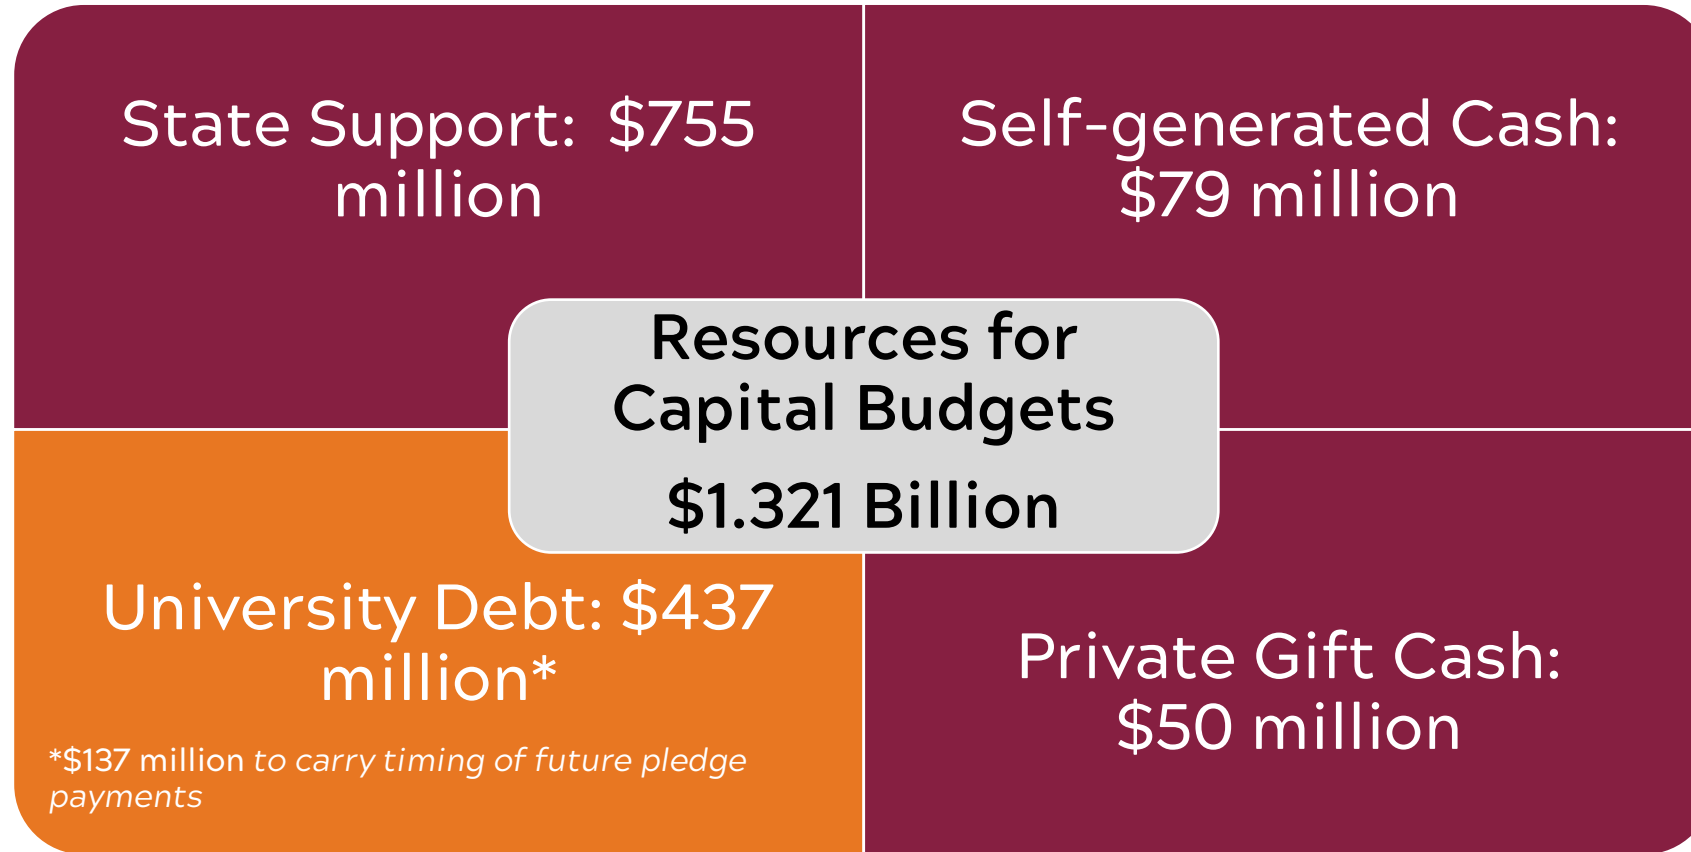 State Support:  $755
million
Self-generated Cash:
$79 million
Resources for
Capital Budgets
$1.321 Billion
University Debt: $437
million*
*$137 million to carry timing of future pledge
payments
Private Gift Cash:
$50 million